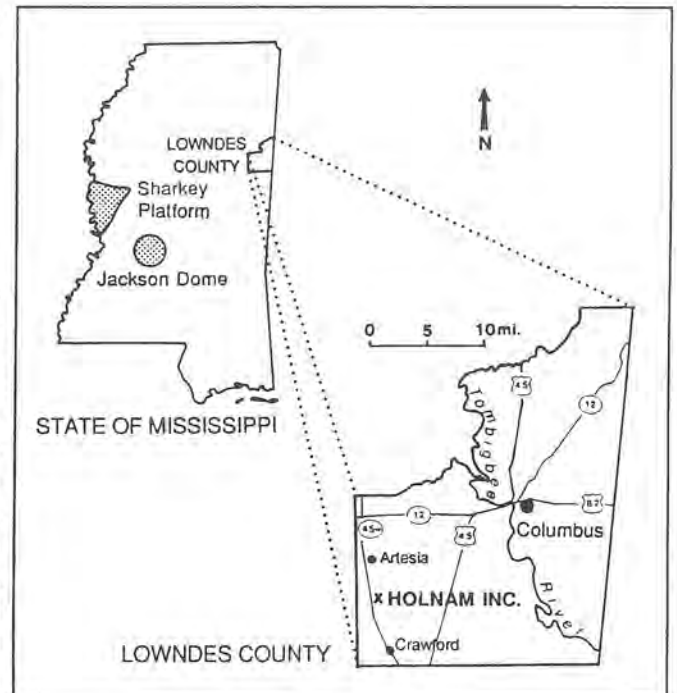 LOWNDES
COUNTY
N
Sharkey
Platform
Jackson Dome
0 5 10 mi.
STATE OF MISSISSIPPI
45
12
Tombigbee
82
12
45W
45
Columbus
Artesia
x HOLNAM INC.
River
Crawford
LOWNDES COUNTY